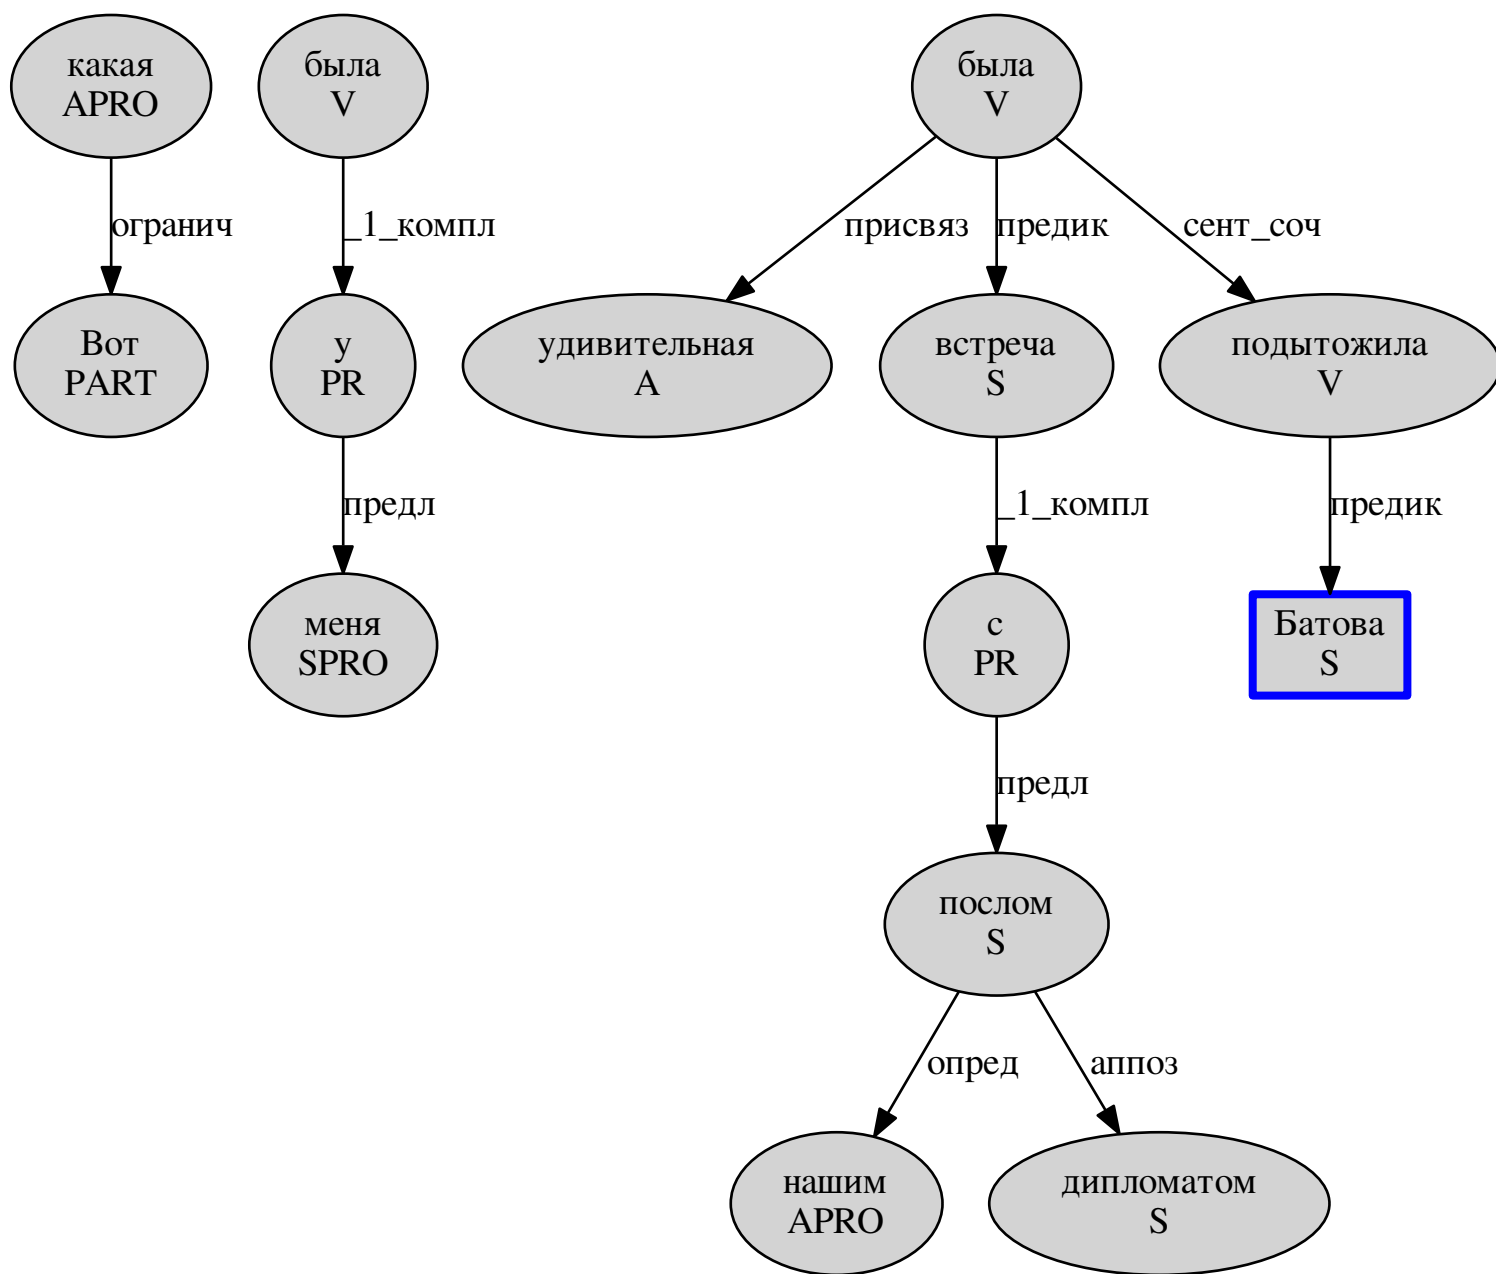 какая
APRO
была
V
была
V
огранич
_1_компл
присвяз
предик
сент_соч
Вот
PART
у
PR
удивительная
A
встреча
S
подытожила
V
предл
_1_компл
предик
меня
SPRO
с
PR
Батова
S
предл
послом
S
опред
аппоз
нашим
APRO
дипломатом
S